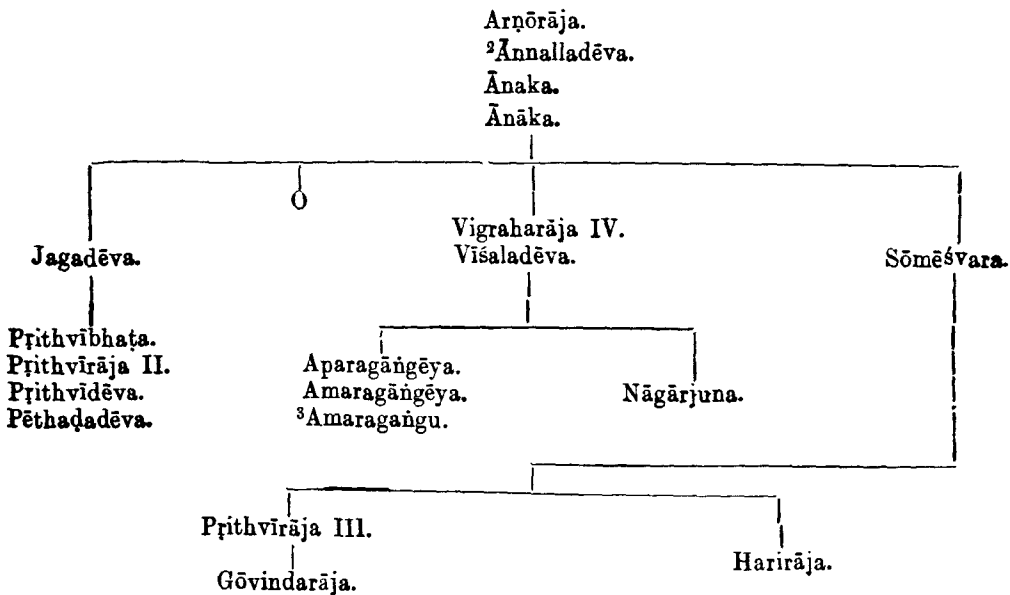 Arṇōrāja.
²Ānnalladēva.
Ānaka.
Ānāka.
O
Jagadēva.
Vigraharāja IV.
Vīśaladēva.
Sōmēśvara.
Pṛithvībhaṭa.
Pṛithvīrāja II.
Pṛithvīdēva.
Pēthaḍadēva.
Aparagāṅgēya.
Amaragāṅgēya.
³Amaragaṅgu.
Nāgārjuna.
Pṛithvīrāja III.
Harirāja.
Gōvindarāja.